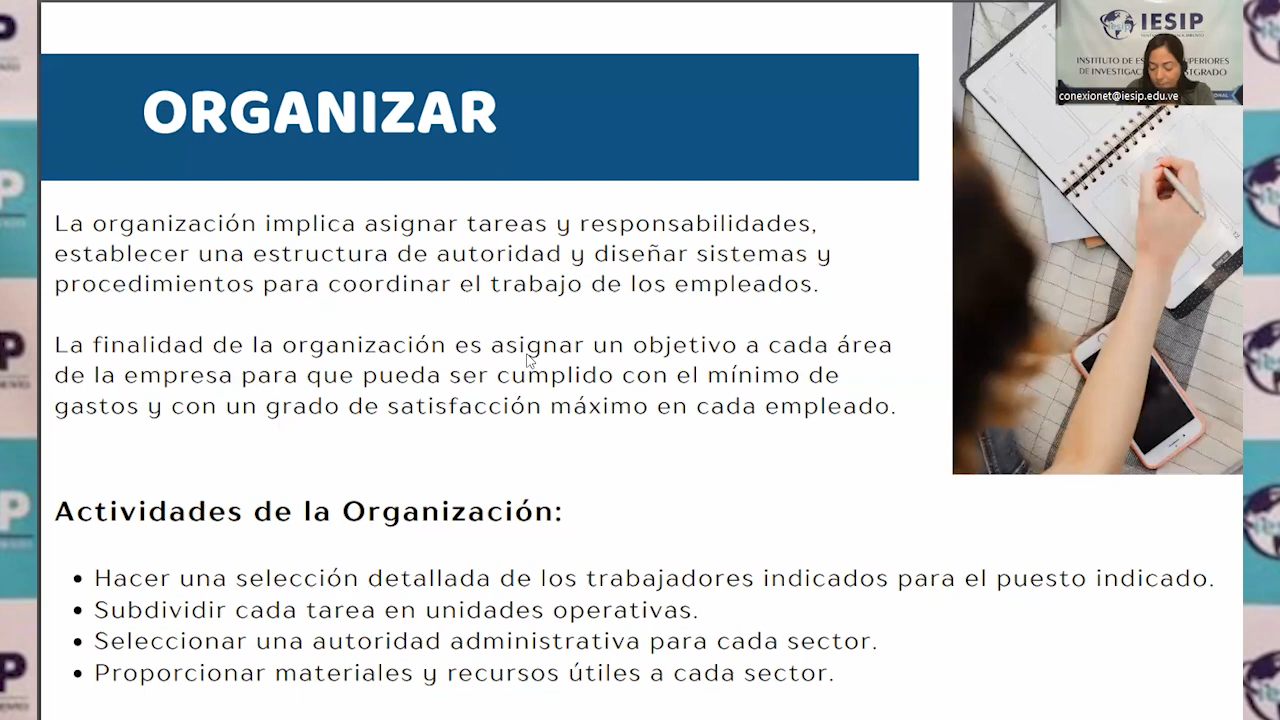 ORGANIZAR
IESIP
INSTITUTO DE
DE
conexionet@iesip.edu.ve
La organización implica asignar tareas y responsabilidades,
establecer una estructura de autoridad y diseñar sistemas y
procedimientos para coordinar el trabajo de los empleados.
La finalidad de la organización es asignar un objetivo a cada área
de la empresa para que pueda ser cumplido con el mínimo de
gastos y con un grado de satisfacción máximo en cada empleado.
Actividades de la Organización:
• Hacer una selección detallada de los trabajadores indicados para el puesto indicado.
• Subdividir cada tarea en unidades operativas.
• Seleccionar una autoridad administrativa para cada sector.
• Proporcionar materiales y recursos útiles a cada sector.